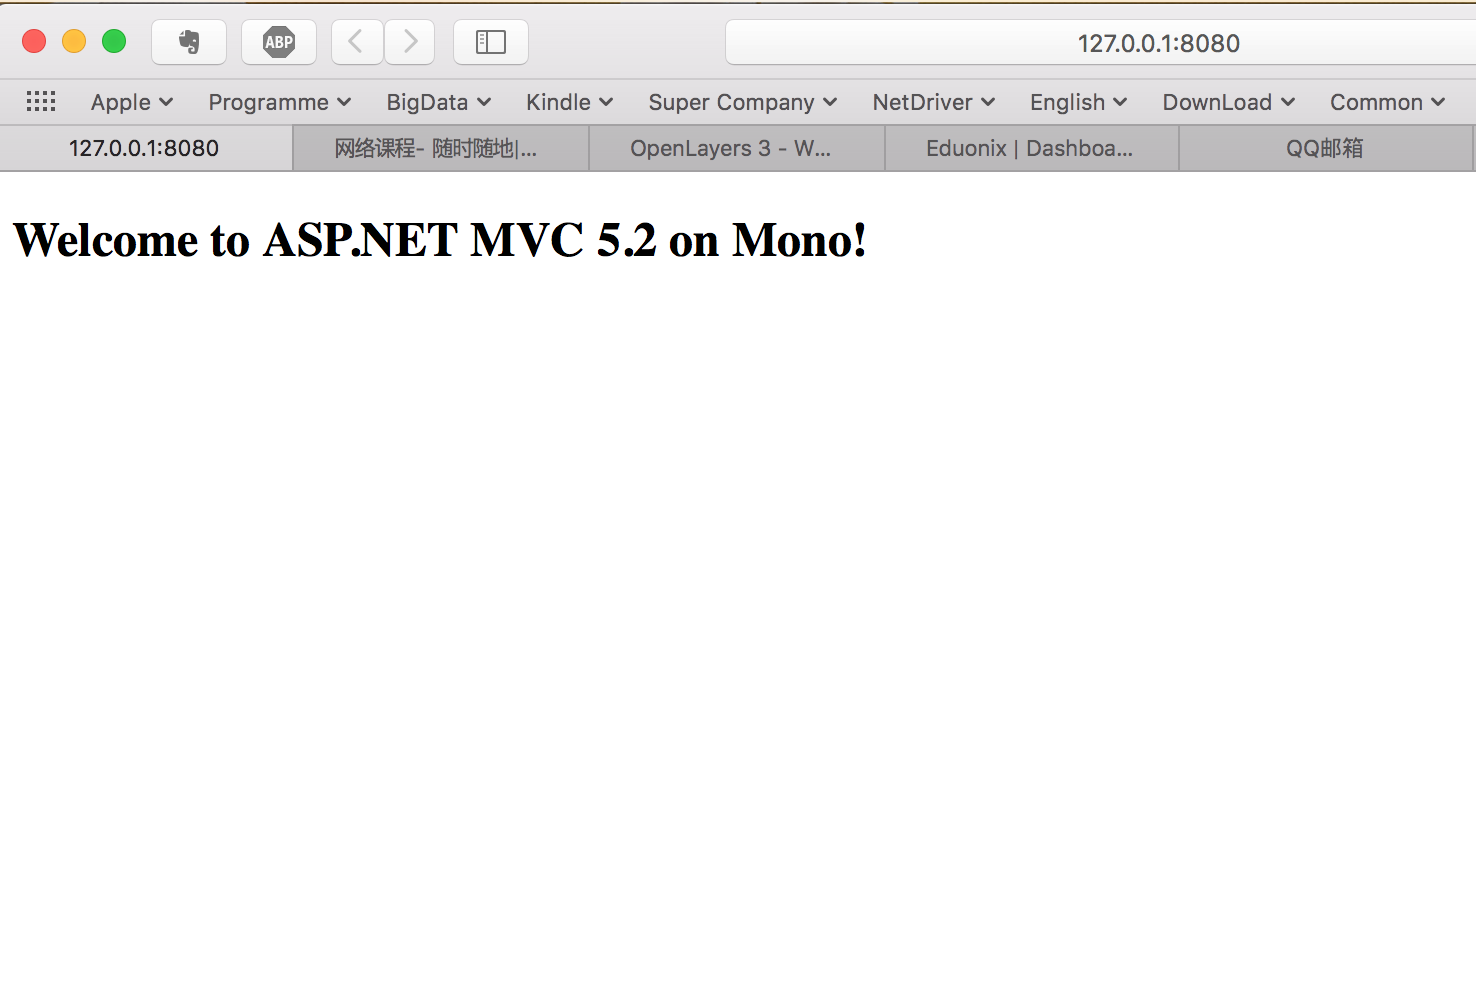 ABP
127.0.0.1:8080
Apple Programme BigData Kindle Super Company NetDriver English DownLoad Common
127.0.0.1:8080 网络课程- 随时随地|... OpenLayers 3 - W... Eduonix | Dashboa... QQ邮箱
Welcome to ASP.NET MVC 5.2 on Mono!